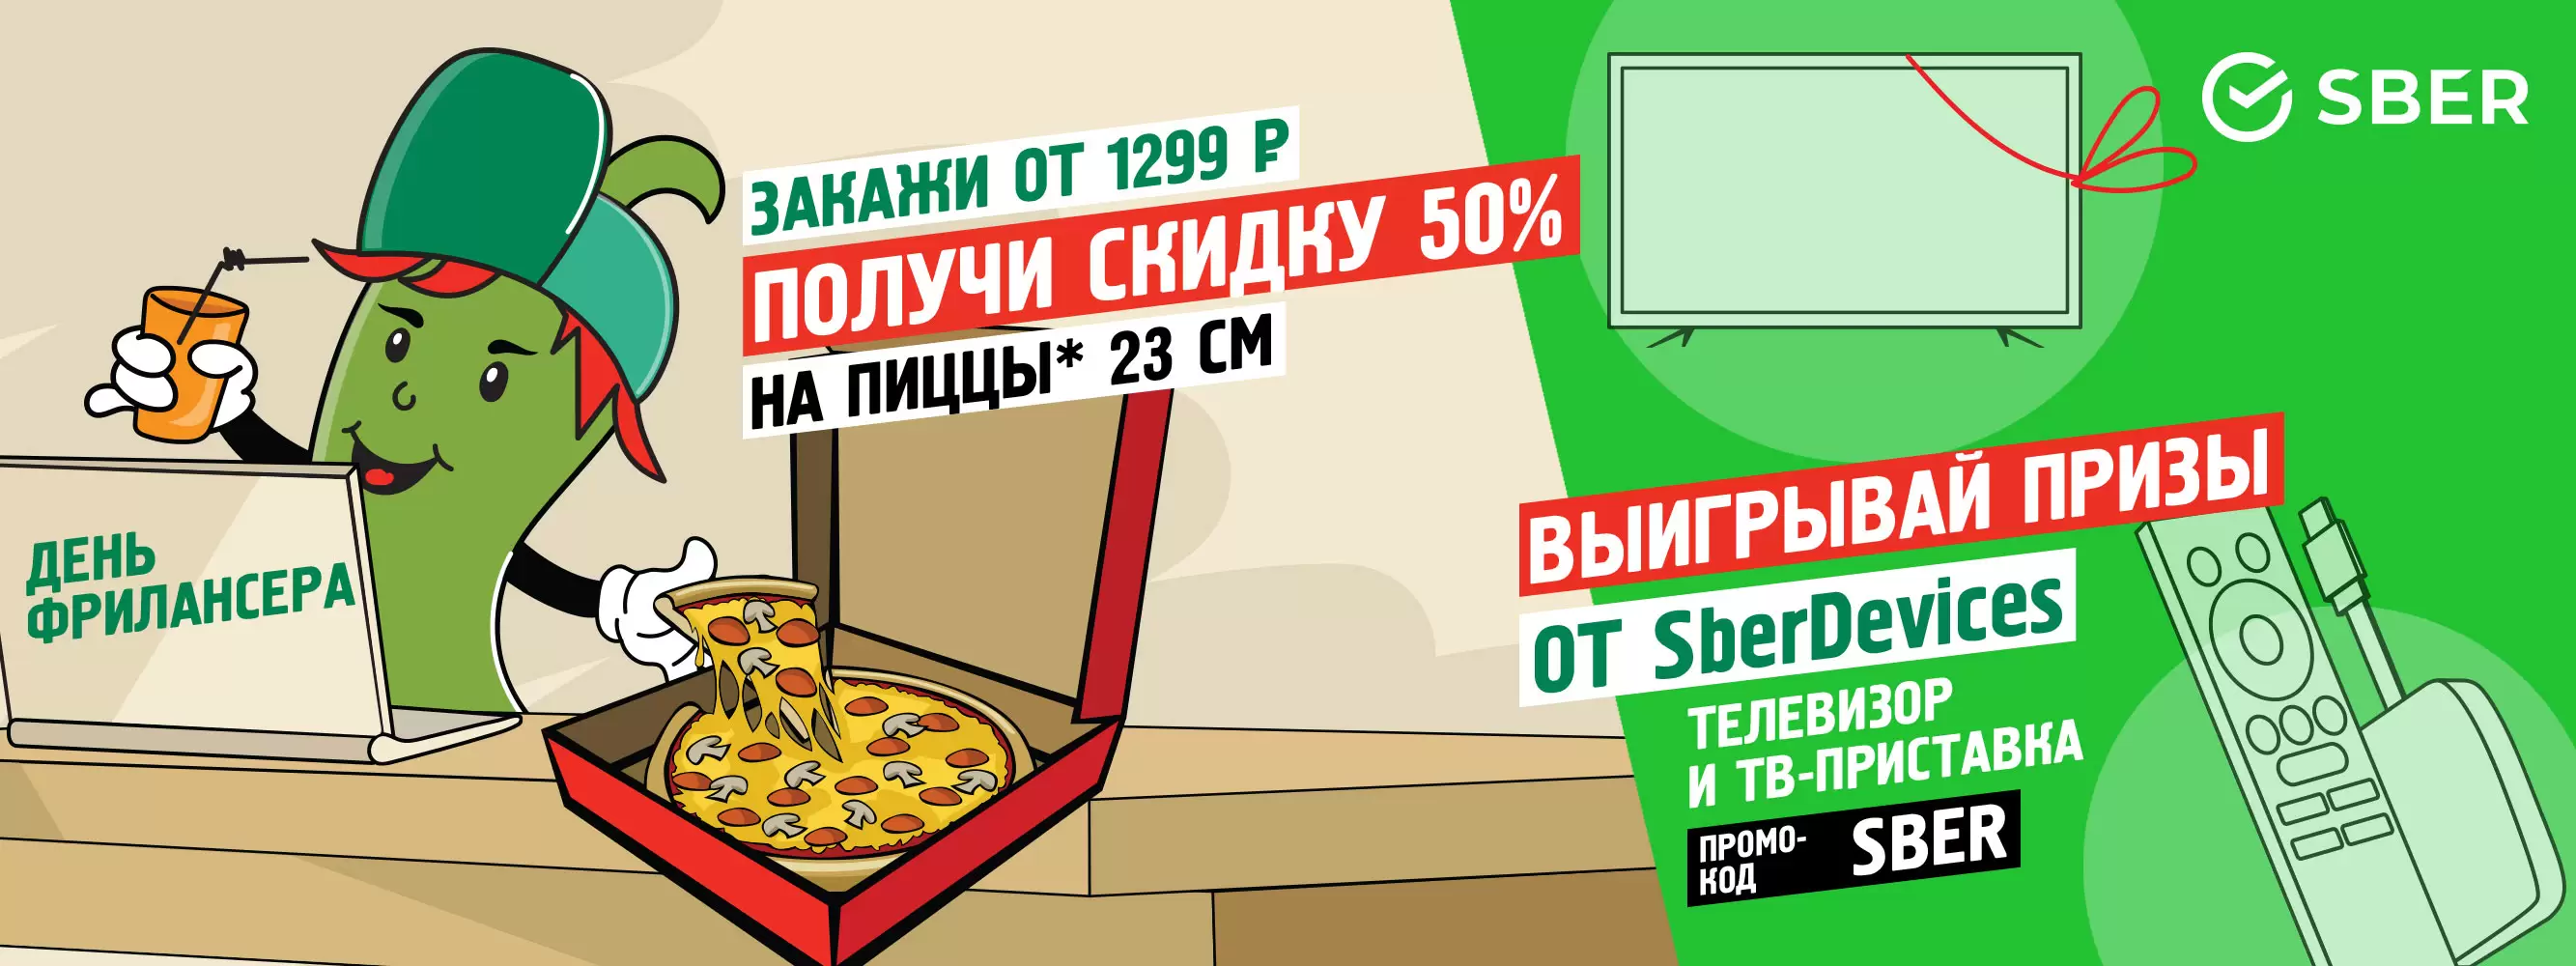 ЗАКАЖИ ОТ 1299 ₽
ПОЛУЧИ СКИДКУ 50%
НА ПИЦЦЫ* 23 СМ
ДЕНЬ
ФРИЛАНСЕРА
SBER
ВЫИГРЫВАЙ ПРИЗЫ
ОТ SberDevices
ТЕЛЕВИЗОР
И ТВ-ПРИСТАВКА
ПРОМО-
КОД
SBER